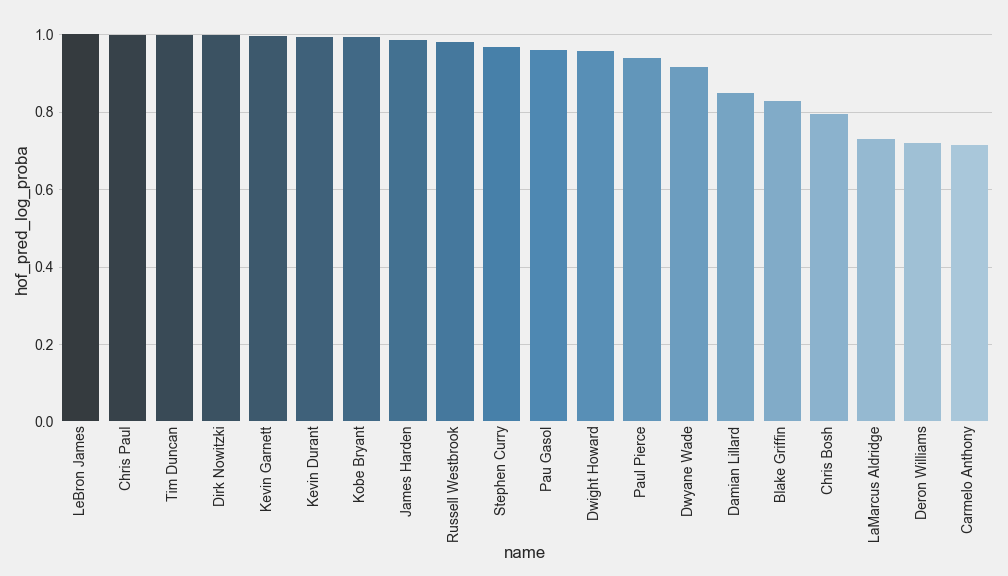 hof_pred_log_proba
1.0
0.8
0.6
0.4
0.2
0.0
LeBron James
Chris Paul
Tim Duncan
Dirk Nowitzki
Kevin Garnett
Kevin Durant
Kobe Bryant
James Harden
Russell Westbrook
Stephen Curry
Pau Gasol
Dwight Howard
Paul Pierce
Dwyane Wade
Damian Lillard
Blake Griffin
Chris Bosh
LaMarcus Aldridge
Deron Williams
Carmelo Anthony
name